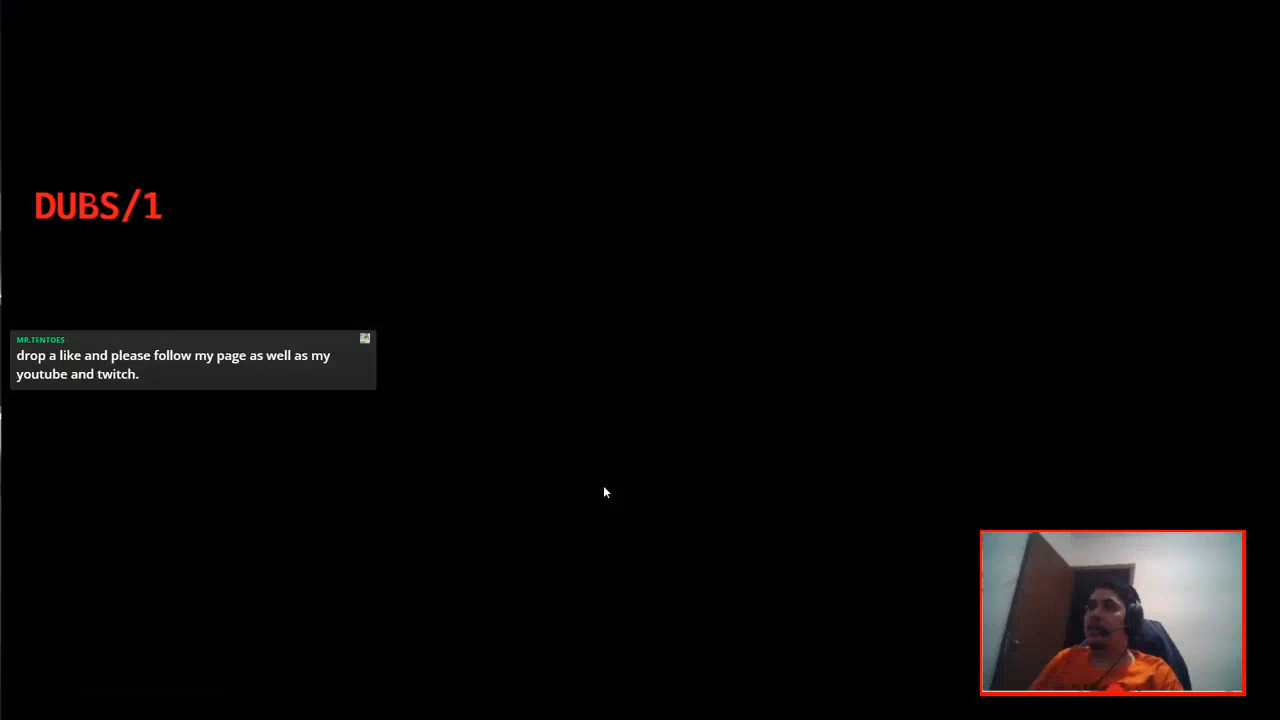 DUBS/1
MR.TENTOES
drop a like and please follow my page as well as my
youtube and twitch.